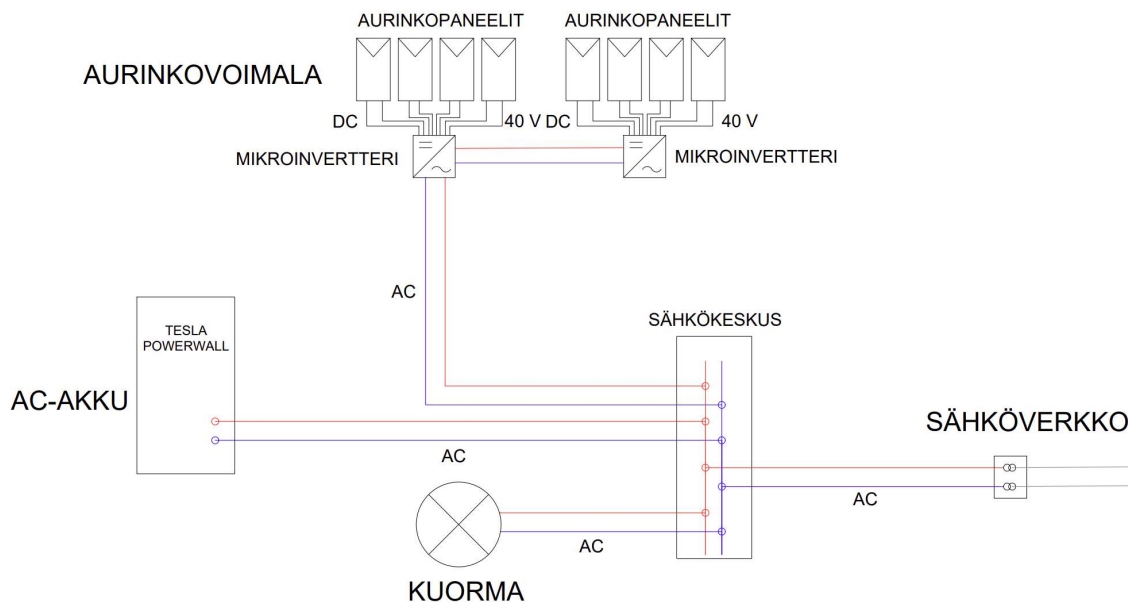 AURINKOPANEELIT
AURINKOPANEELIT
AURINKOVOIMALA
DC
40 V
DC
40 V
MIKROINVERTTERI
MIKROINVERTTERI
AC
SÄHKÖKESKUS
TESLA
POWERWALL
AC-AKKU
SÄHKÖVERKKO
AC
AC
AC
KUORMA